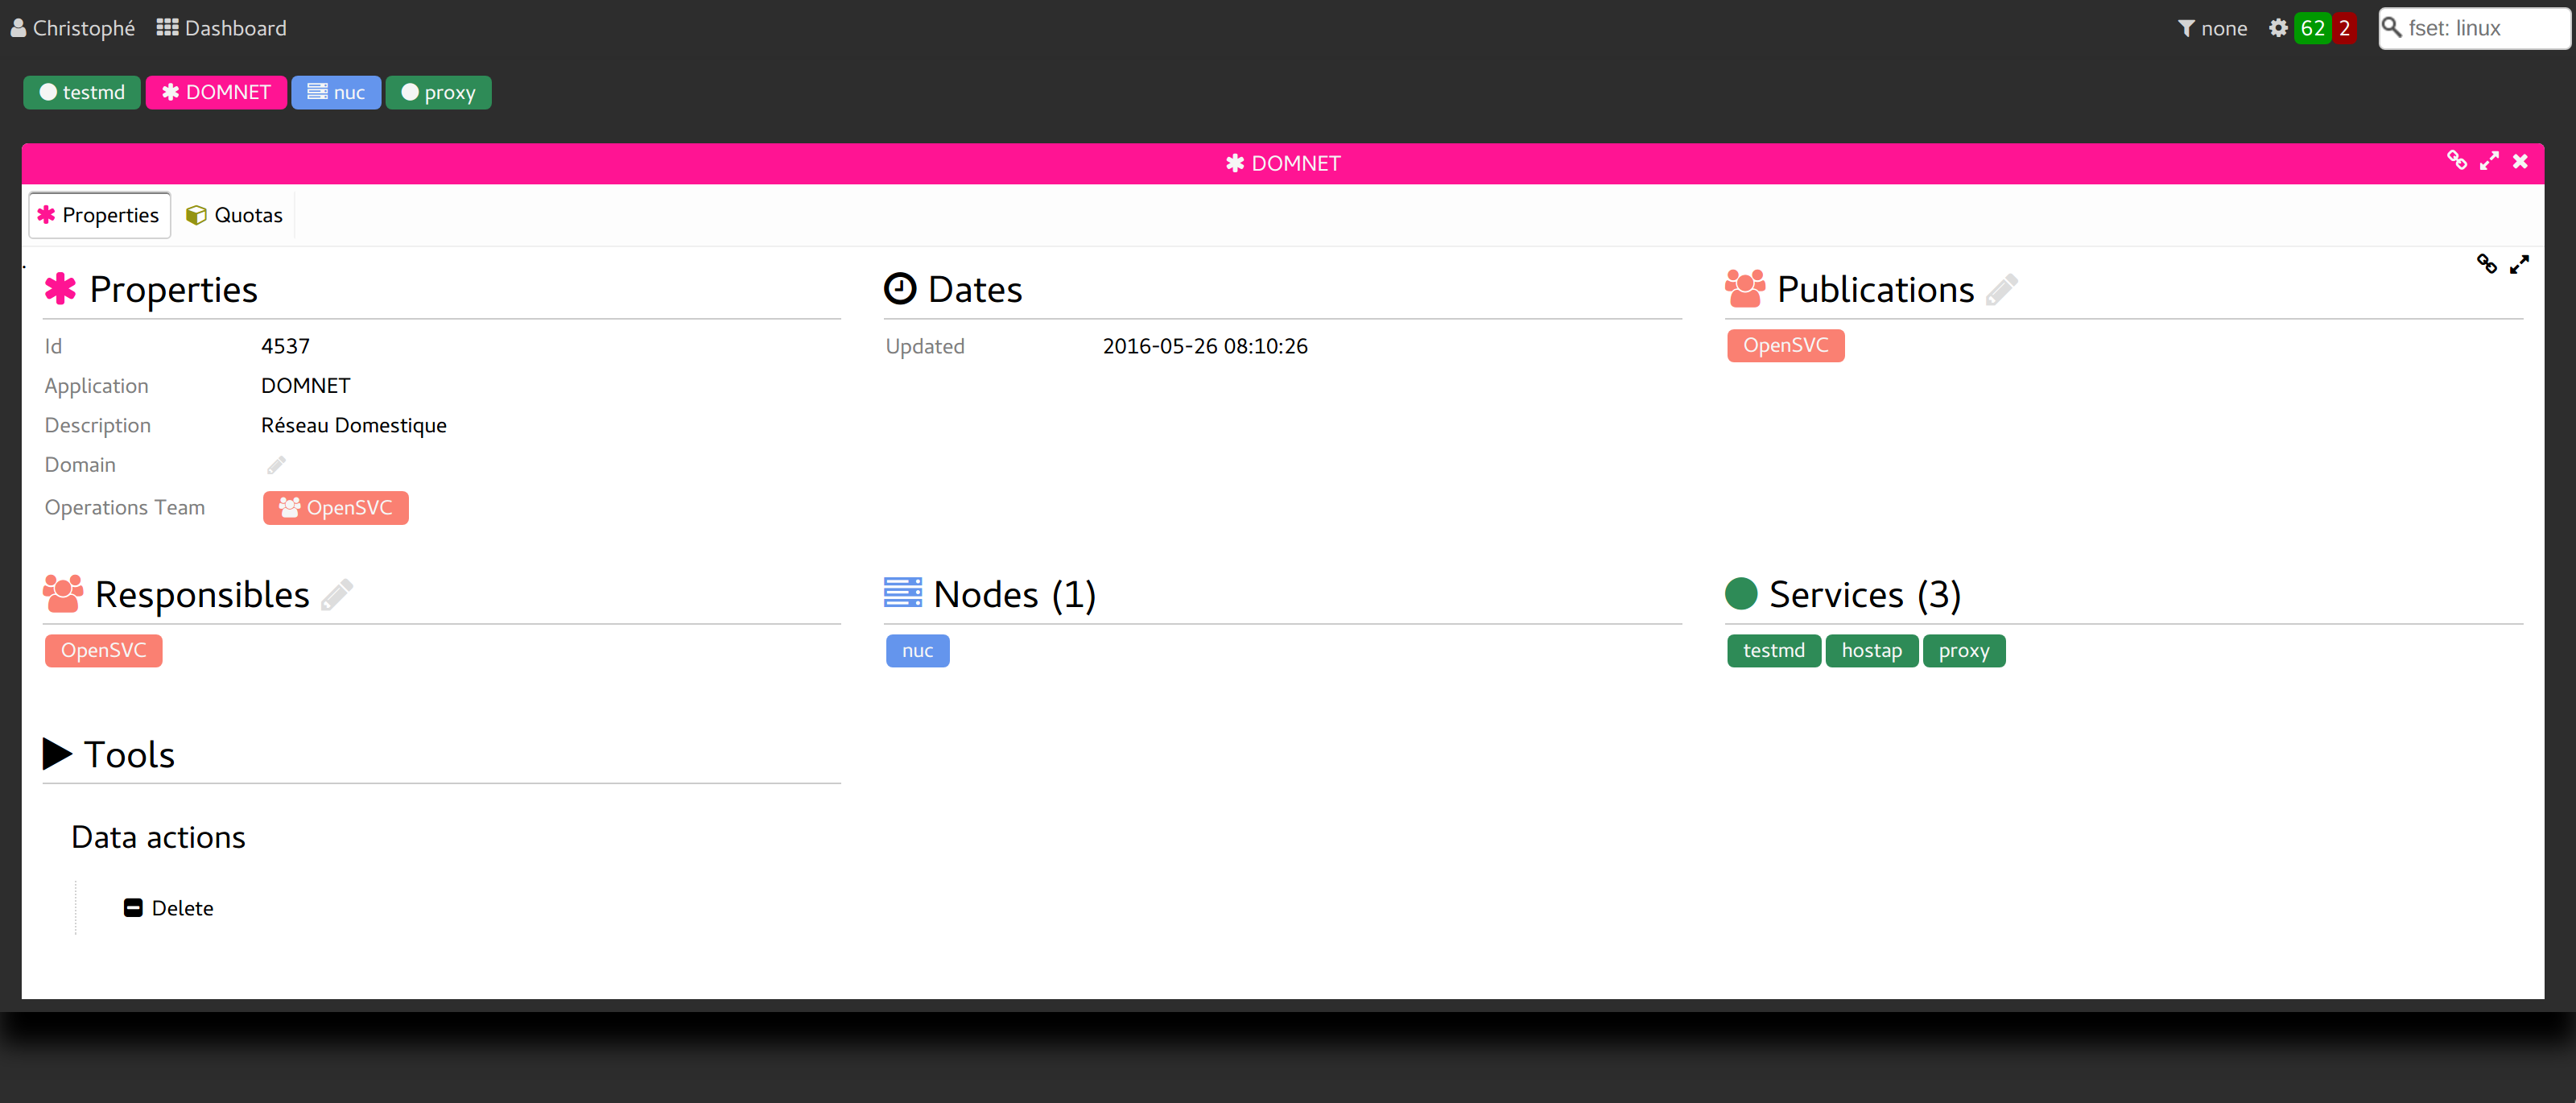 Christophé Dashboard none 62 2 fset: linux
testmd DOMNET nuc proxy
DOMNET
Properties Quotas
Properties
Id 4537
Application DOMNET
Description Réseau Domestique
Domain
Operations Team OpenSVC
Dates
Updated 2016-05-26 08:10:26
Publications
OpenSVC
Responsibles
OpenSVC
Nodes (1)
nuc
Services (3)
testmd hostap proxy
Tools
Data actions
Delete